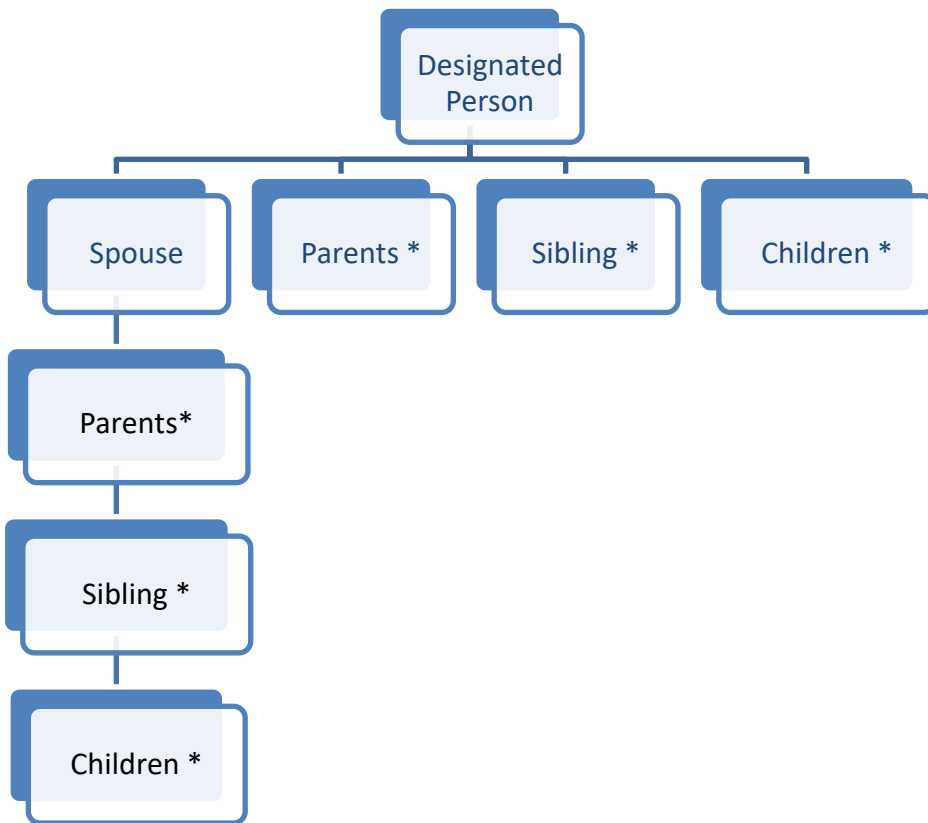 Designated
Person
Spouse
Parents *
Sibling *
Children *
Parents*
Sibling *
Children *